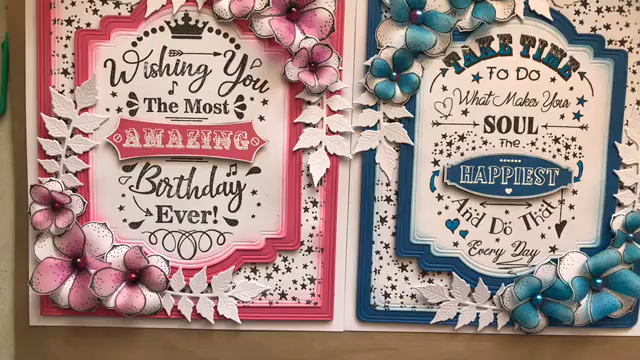 Wishing You
The Most
AMAZING
Birthday
Ever!
TAKE TIME
TO DO
What Makes Your
SOUL
The
HAPPIEST
And Do That
Every Day